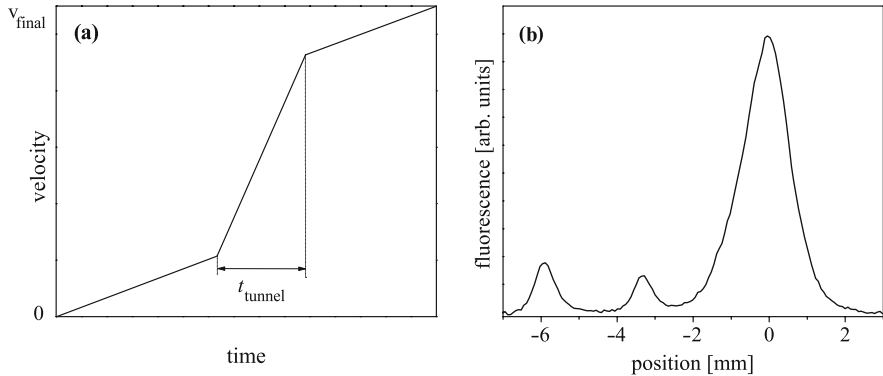 v_final
(a)
velocity
t_tunnel
0
time
(b)
fluorescence [arb. units]
-6 -4 -2 0 2
position [mm]